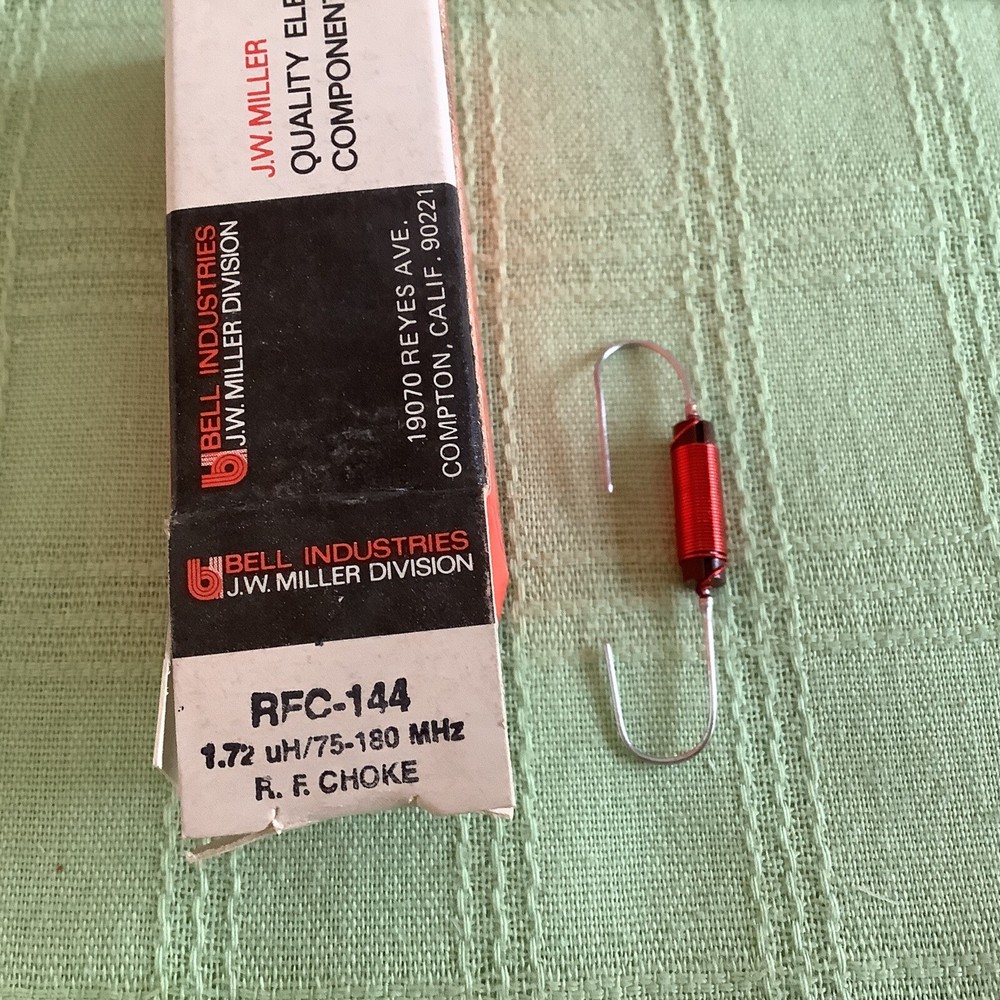 J.W. MILLER
QUALITY ELE
COMPONENT
BELL INDUSTRIES
J.W. MILLER DIVISION
19070 REYES AVE.
COMPTON, CALIF. 90221
BELL INDUSTRIES
J.W. MILLER DIVISION
RFC-144
1.72 uH/75-180 MHz
R. F. CHOKE